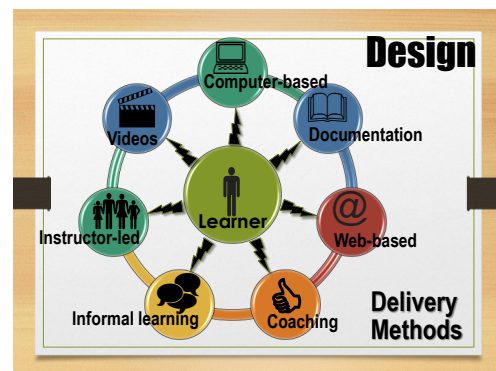 Design
Computer-based
Videos
Documentation
Learner
@
Instructor-led
Web-based
Informal learning
Coaching
Delivery
Methods